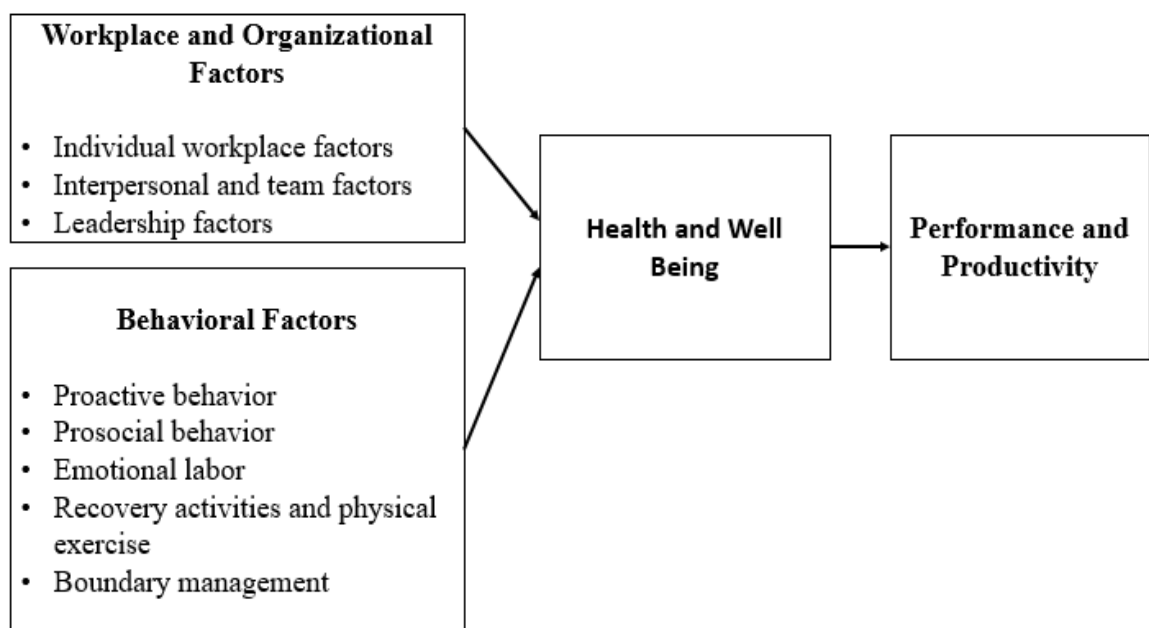 Workplace and Organizational
Factors
• Individual workplace factors
• Interpersonal and team factors
• Leadership factors
Behavioral Factors
• Proactive behavior
• Prosocial behavior
• Emotional labor
• Recovery activities and physical
exercise
• Boundary management
Health and Well
Being
Performance and
Productivity